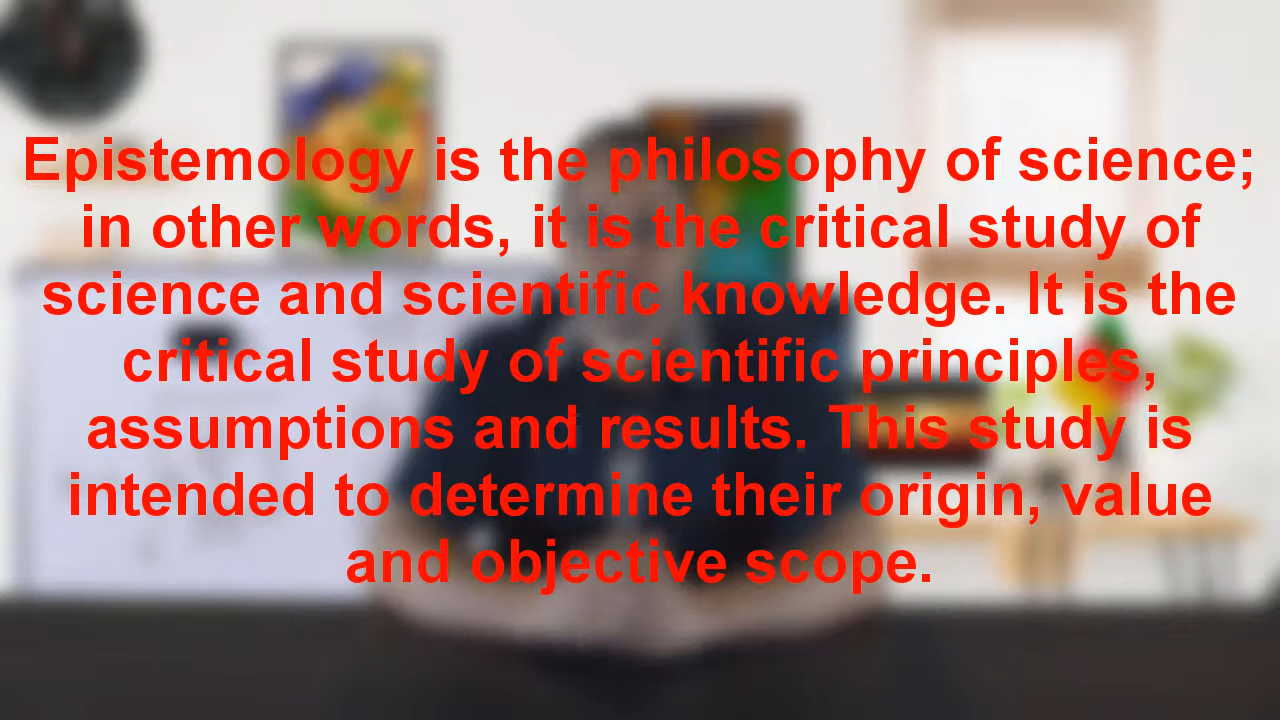 Epistemology is the philosophy of science;
in other words, it is the critical study of
science and scientific knowledge. It is the
critical study of scientific principles,
assumptions and results. This study is
intended to determine their origin, value
and objective scope.